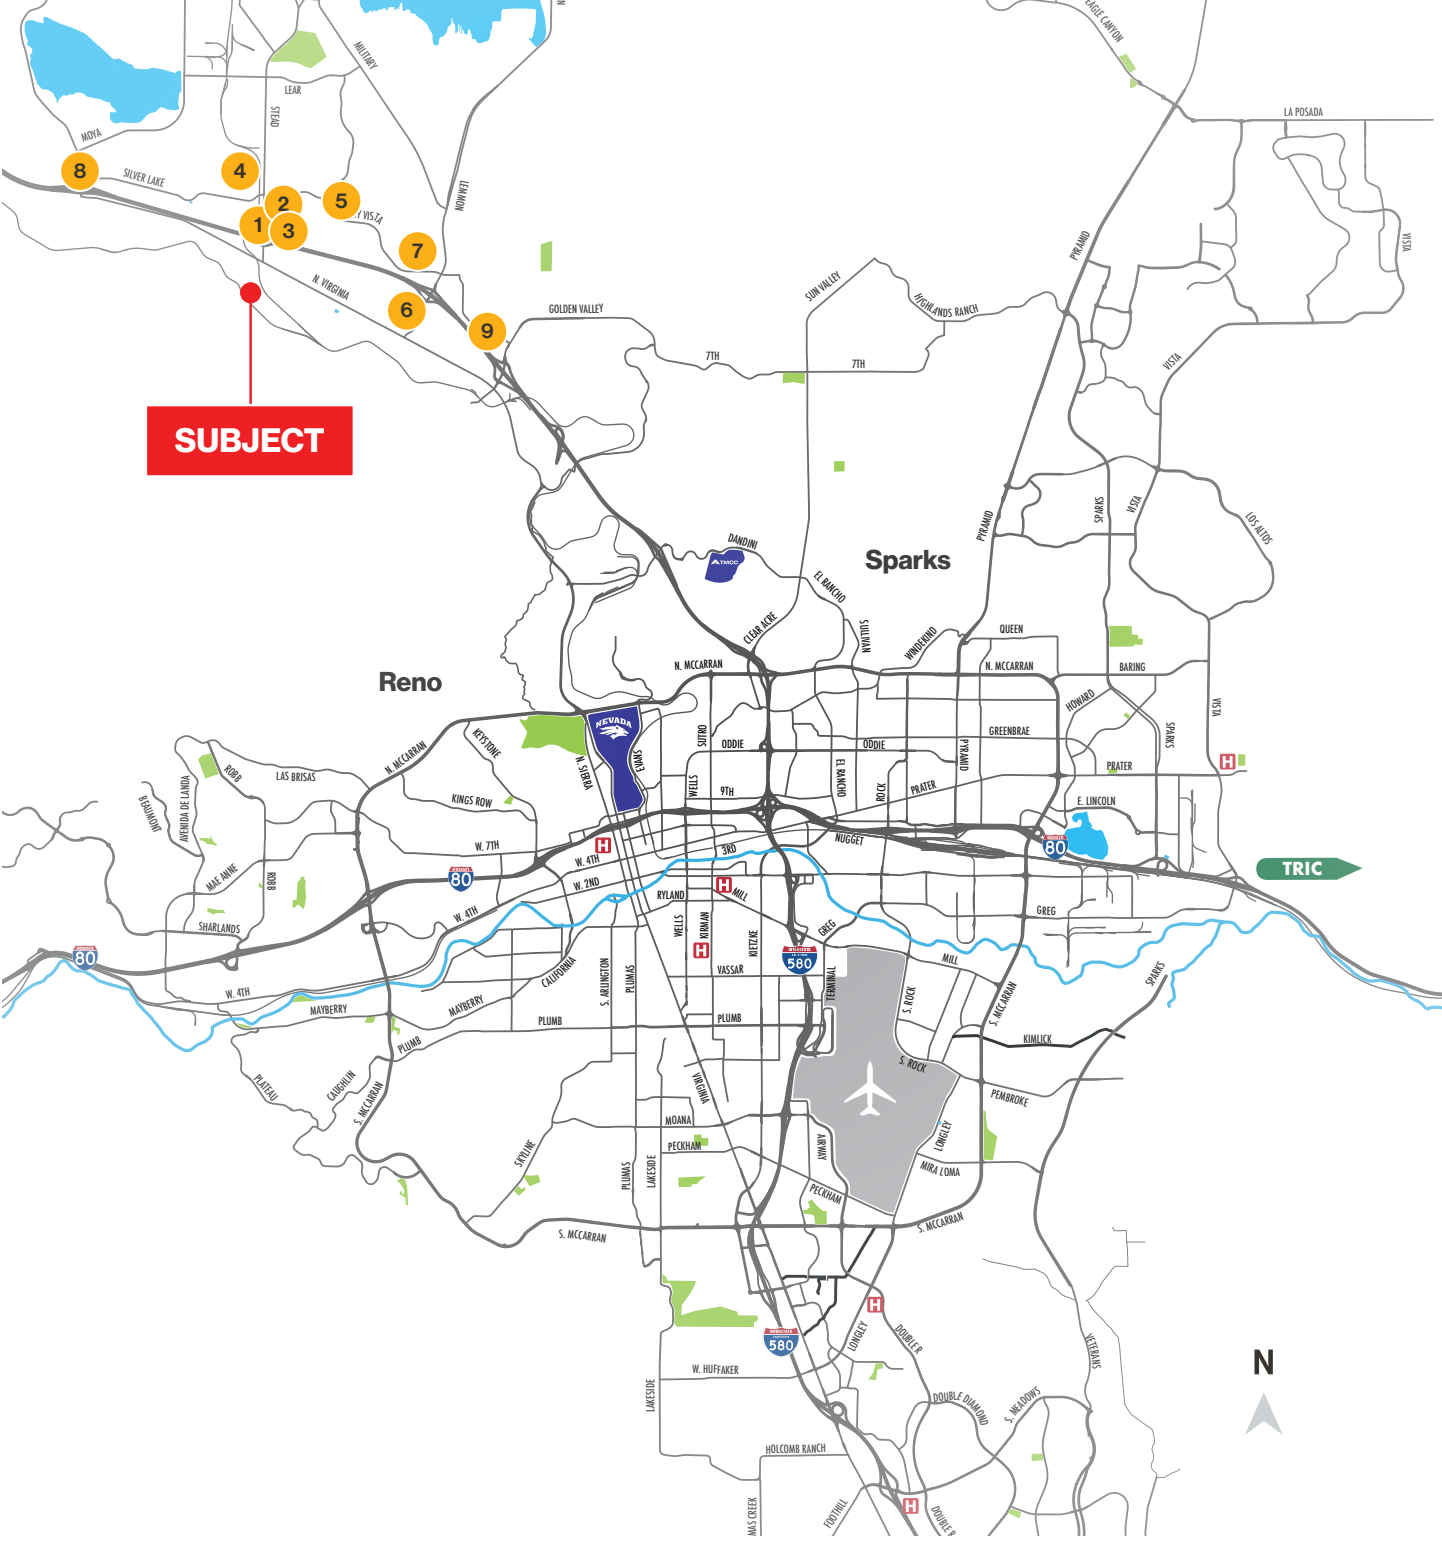 EAGLE CANYON
MILITARY
LEAR
STEAD
LA POSADA
MOYA
8
SILVER LAKE
4
2
5
Y VISTA
LEMMON
1
3
7
PYRAMID
VISTA
N. VIRGINIA
6
9
GOLDEN VALLEY
SUN VALLEY
HIGHLANDS RANCH
7TH
7TH
VISTA
SUBJECT
SPARKS
VISTA
PYRAMID
LOS ALTOS
DANDINI
TMCC
Sparks
EL RANCHO
CLEAR ACRE
SULLIVAN
WINDEKIND
QUEEN
N. MCCARRAN
N. MCCARRAN
BARING
Reno
HOWARD
VISTA
NEVADA
SUTRO
EVANS
KEYSTONE
N. MCCARRAN
N. SIERRA
ODDIE
ODDIE
GREENBRAE
PYRAMID
SPARKS
H
PRATER
ROBB
LAS BRISAS
AVENIDA DE LANDA
BEAUMONT
KINGS ROW
WELLS
9TH
EL RANCHO
ROCK
PRATER
E. LINCOLN
W. 7TH
H
W. 4TH
3RD
NUGGET
80
TRIC
MAE ANNE
ROBB
80
W. 2ND
H
MILL
RYLAND
W. 4TH
SHARLANDS
WELLS
KIRMAN
KIETZKE
GREG
GREG
80
H
580
CALIFORNIA
S. ARLINGTON
PLUMAS
VASSAR
TERMINAL
MILL
SPARKS
W. 4TH
MAYBERRY
MAYBERRY
S. ROCK
S. MCCARRAN
PLUMB
PLUMB
PLUMB
KIMLICK
S. ROCK
PLATEAU
CAUGHLIN
S. MCCARRAN
VIRGINIA
PEMBROKE
MOANA
PECKHAM
AIRWAY
LONGLEY
SKYLINE
PLUMAS
LAKESIDE
MIRA LOMA
PECKHAM
S. MCCARRAN
S. MCCARRAN
H
580
LONGLEY
DOUBLE R
VETERANS
N
W. HUFFAKER
LAKESIDE
DOUBLE DIAMOND
S. MEADOWS
HOLCOMB RANCH
MAS CREEK
FOOTHILL
H
DOUBLE R